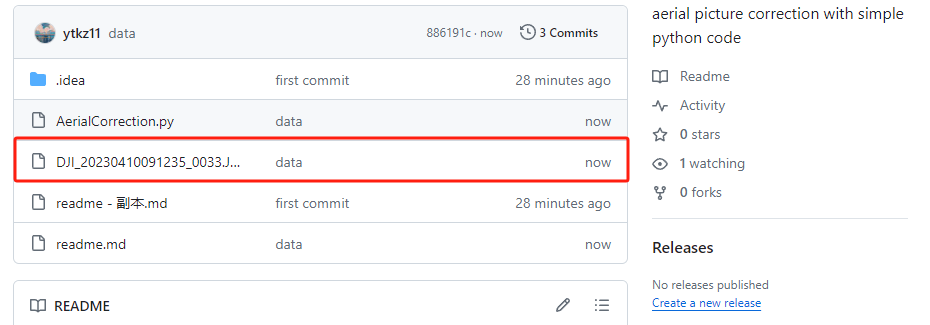 ytkz11 data 886191c · now 3 Commits
.idea first commit 28 minutes ago
AerialCorrection.py data now
DJI_20230410091235_0033.J... data now
readme - 副本.md first commit 28 minutes ago
readme.md data now
README
aerial picture correction with simple
python code
Readme
Activity
0 stars
1 watching
0 forks
Releases
No releases published
Create a new release